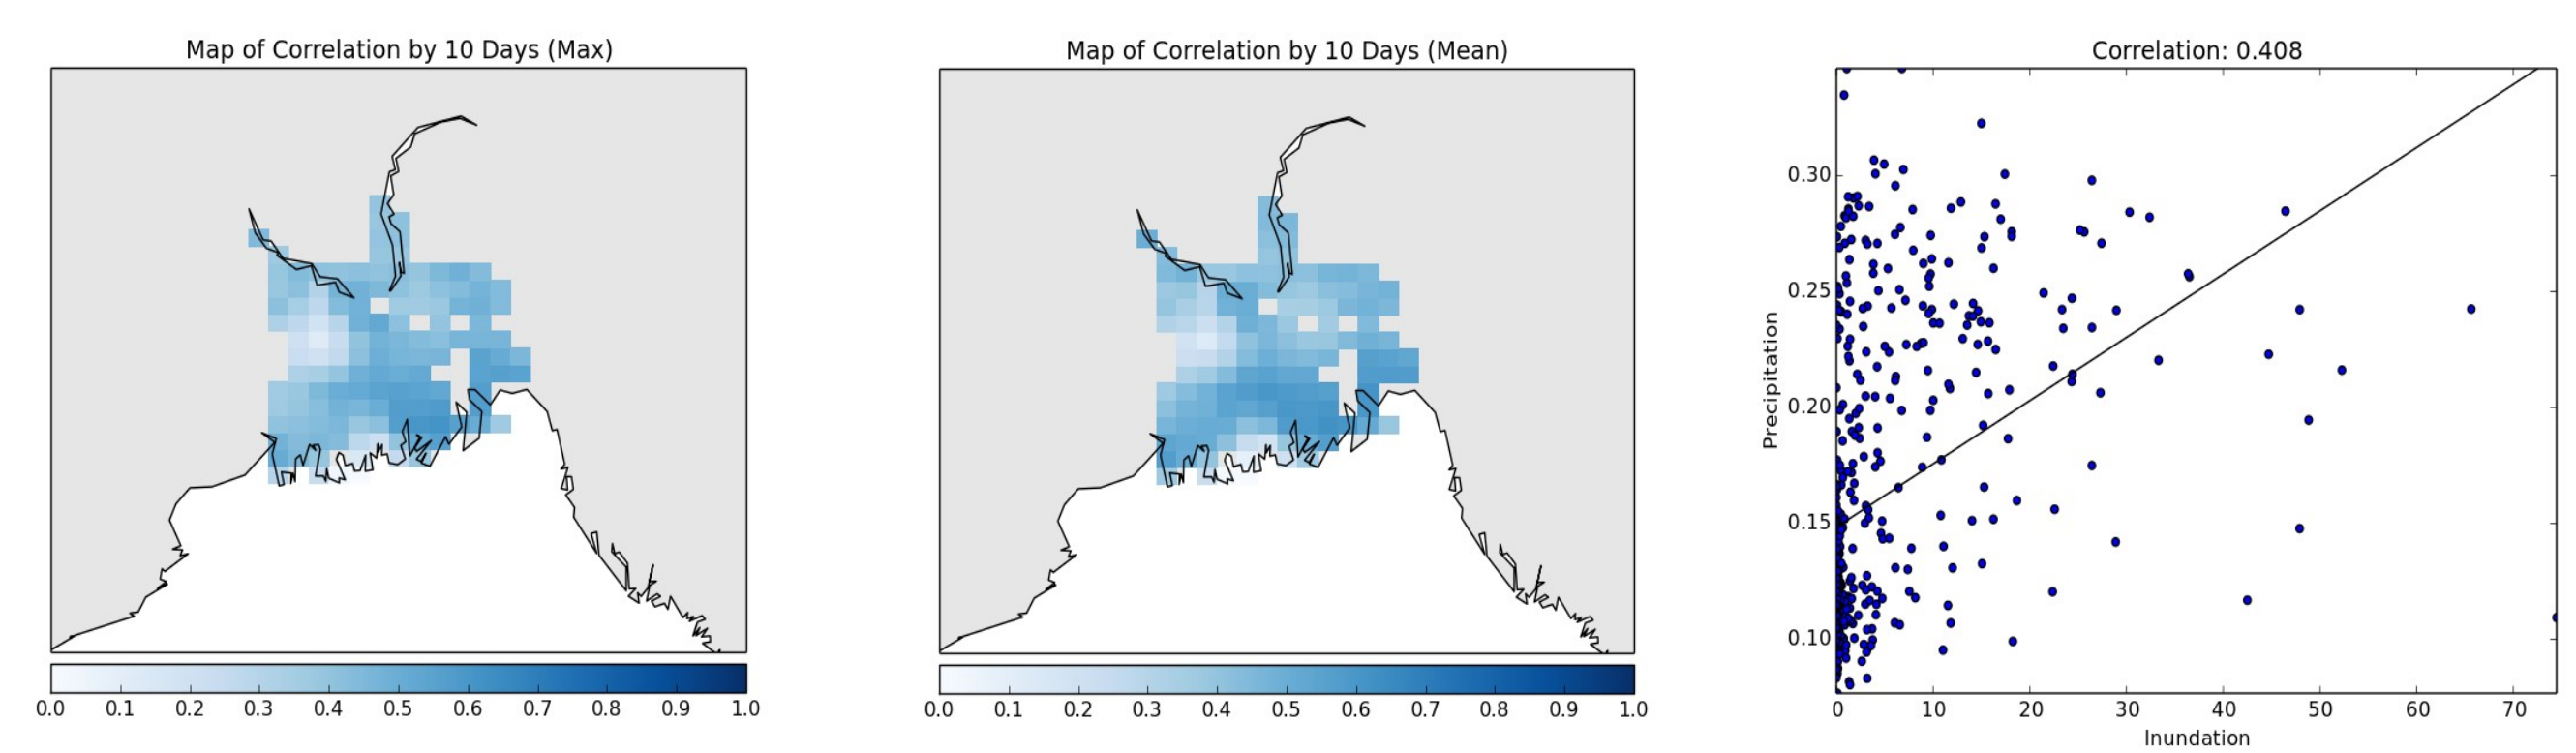 Map of Correlation by 10 Days (Max)
0.0 0.1 0.2 0.3 0.4 0.5 0.6 0.7 0.8 0.9 1.0
Map of Correlation by 10 Days (Mean)
0.0 0.1 0.2 0.3 0.4 0.5 0.6 0.7 0.8 0.9 1.0
Correlation: 0.408
Precipitation
0.30
0.25
0.20
0.15
0.10
0 10 20 30 40 50 60 70
Inundation